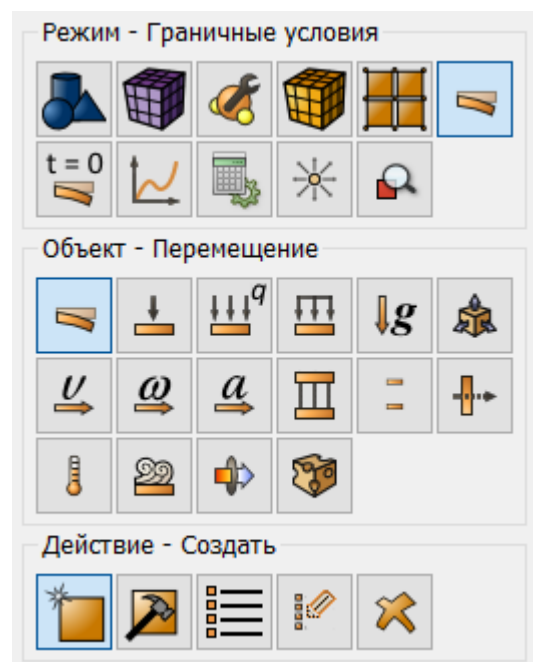 Режим - Граничные условия
t = 0
Объект - Перемещение
q
g
υ
ω
a
Действие - Создать